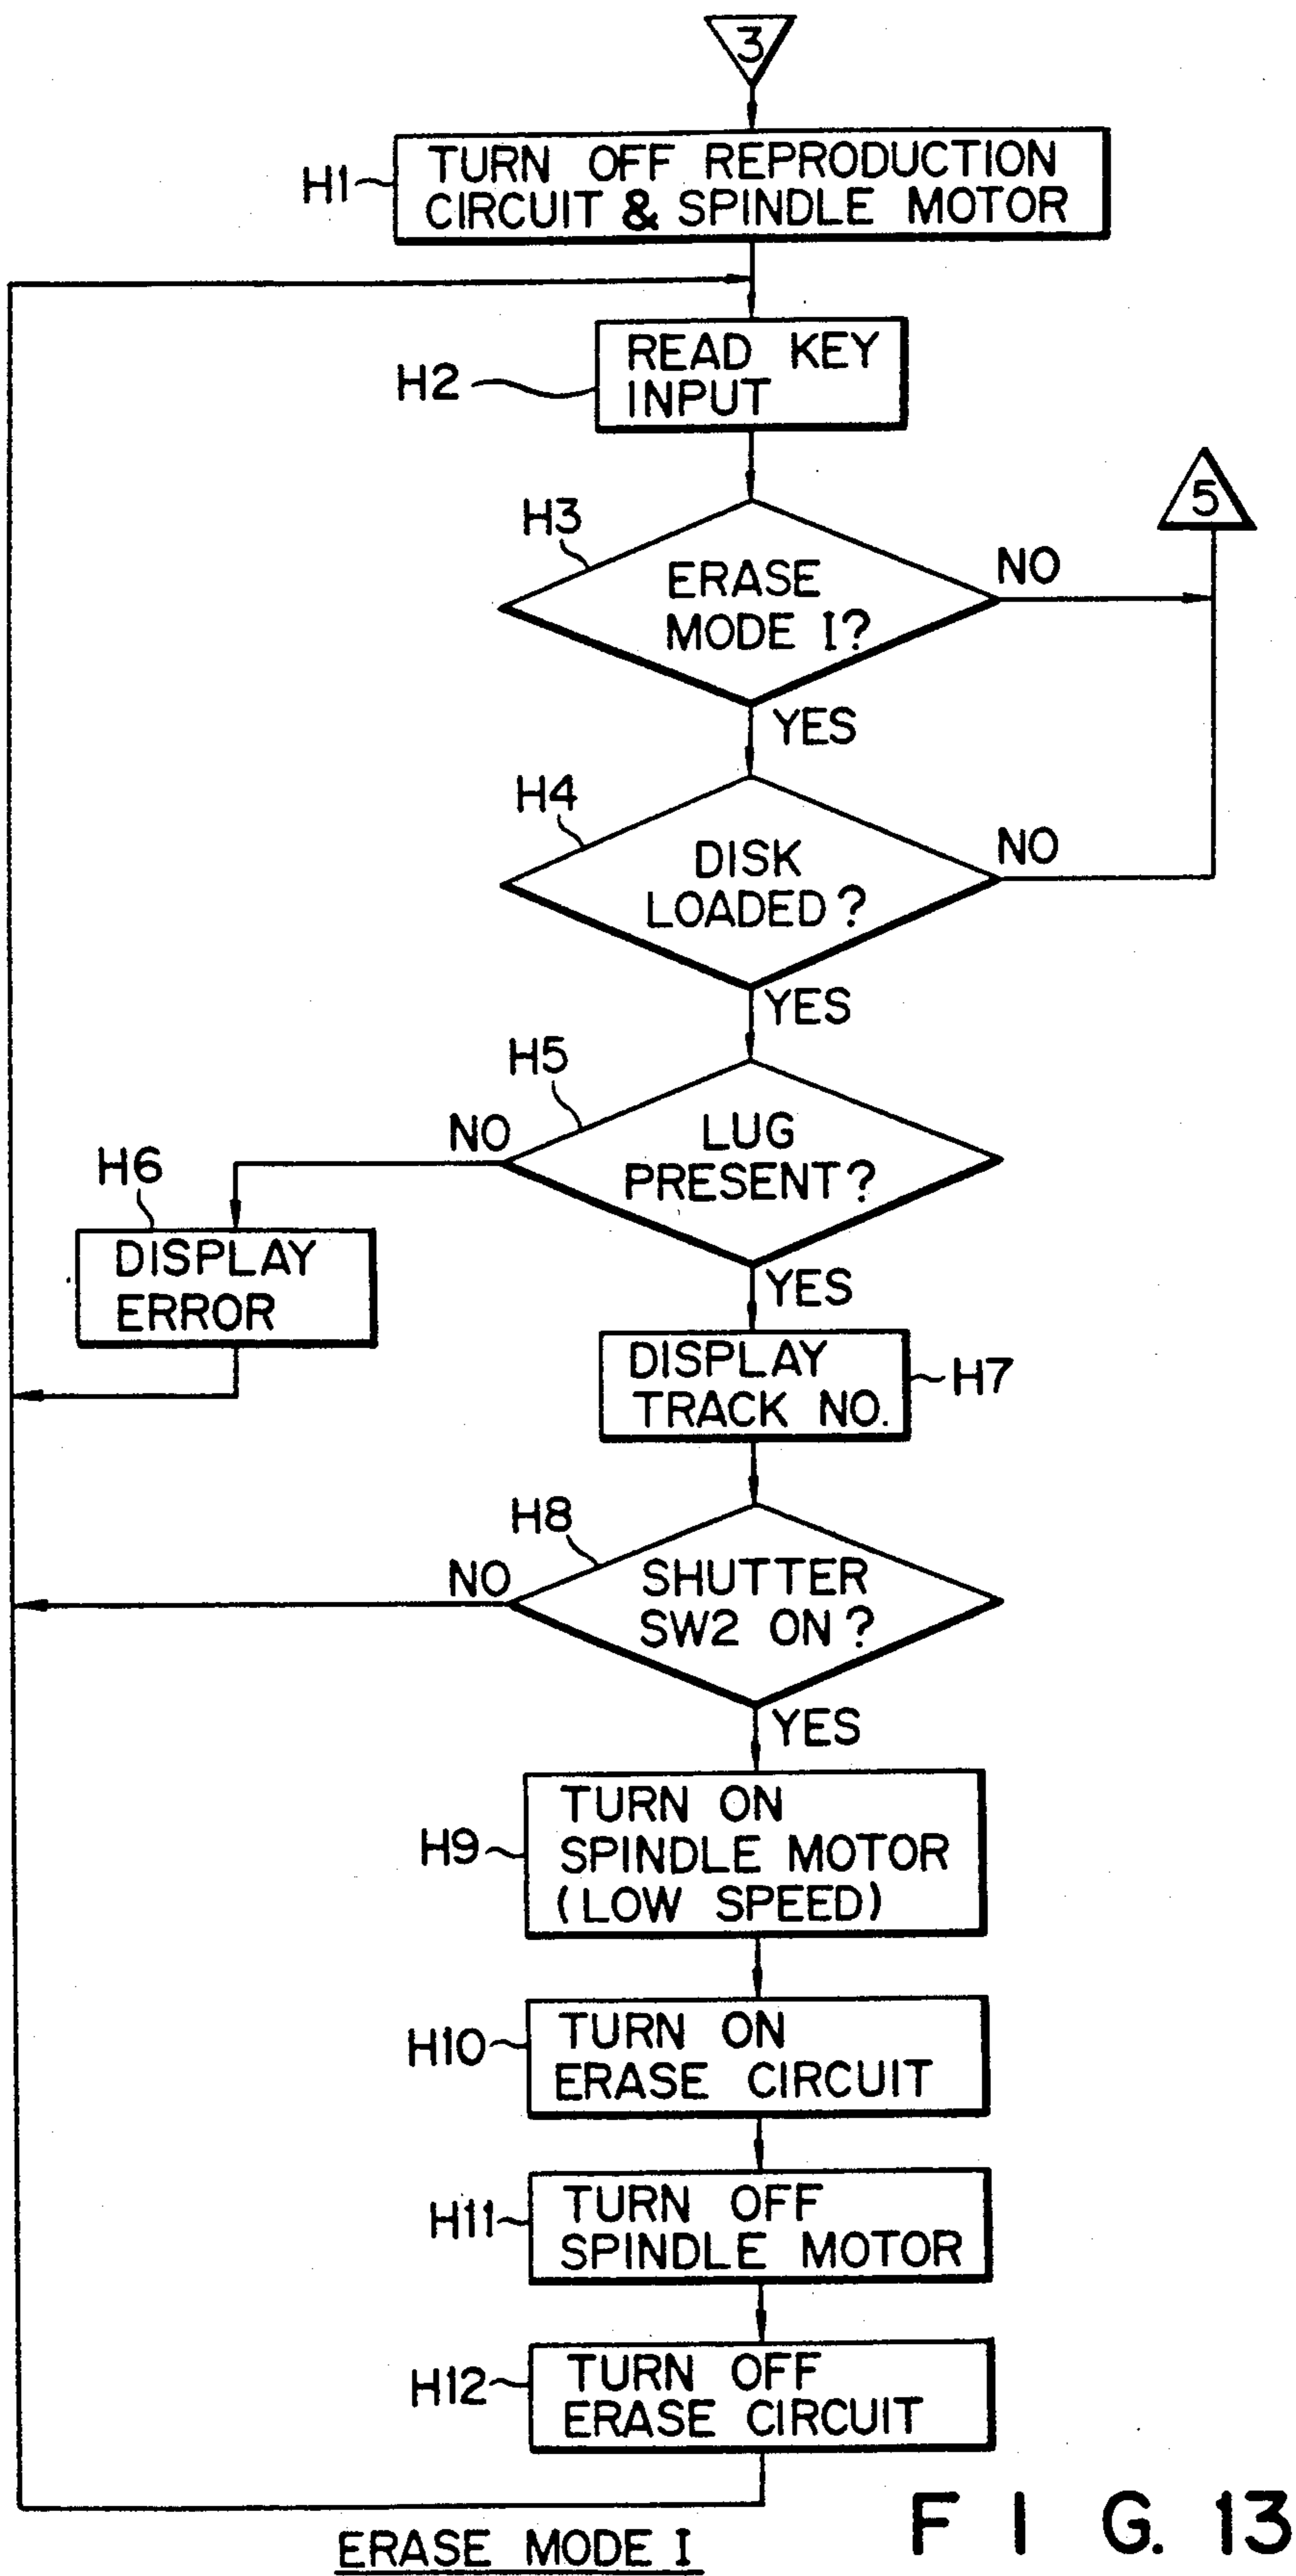 3
H1
TURN OFF REPRODUCTION
CIRCUIT & SPINDLE MOTOR
H2
READ KEY
INPUT
5
H3
ERASE
MODE I?
NO
YES
H4
DISK
LOADED?
NO
YES
H5
LUG
PRESENT?
NO
YES
H6
DISPLAY
ERROR
DISPLAY
TRACK NO.
H7
H8
SHUTTER
SW2 ON?
NO
YES
H9
TURN ON
SPINDLE MOTOR
(LOW SPEED)
H10
TURN ON
ERASE CIRCUIT
H11
TURN OFF
SPINDLE MOTOR
H12
TURN OFF
ERASE CIRCUIT
ERASE MODE I
FIG. 13